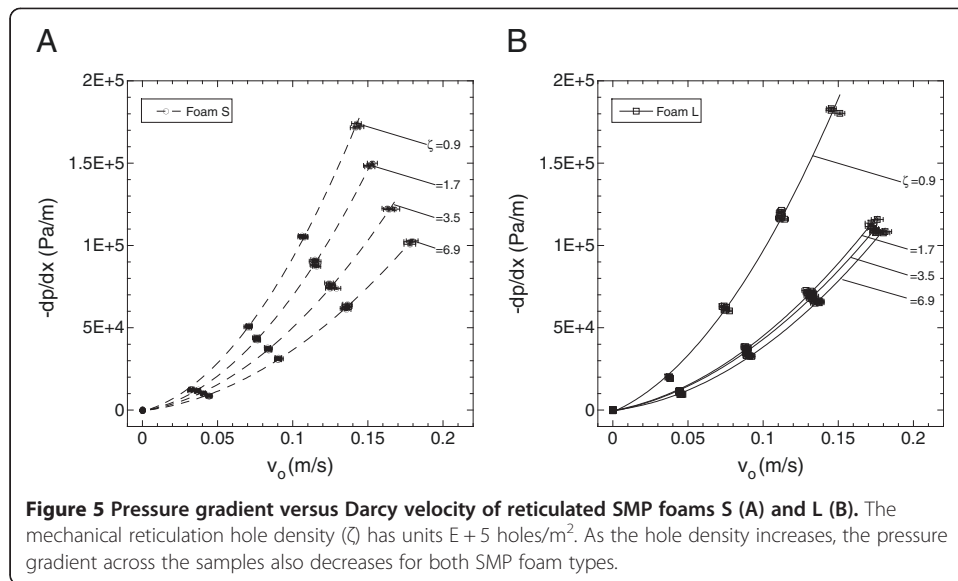 A
2E+5
1.5E+5
1E+5
5E+4
0
-dp/dx (Pa/m)
Foam S
ζ=0.9
=1.7
=3.5
=6.9
0
0.05
0.1
0.15
0.2
v_o (m/s)
B
2E+5
1.5E+5
1E+5
5E+4
0
-dp/dx (Pa/m)
Foam L
ζ=0.9
=1.7
=3.5
=6.9
0
0.05
0.1
0.15
0.2
v_o (m/s)
Figure 5 Pressure gradient versus Darcy velocity of reticulated SMP foams S (A) and L (B). The
mechanical reticulation hole density (ζ) has units E + 5 holes/m². As the hole density increases, the pressure
gradient across the samples also decreases for both SMP foam types.